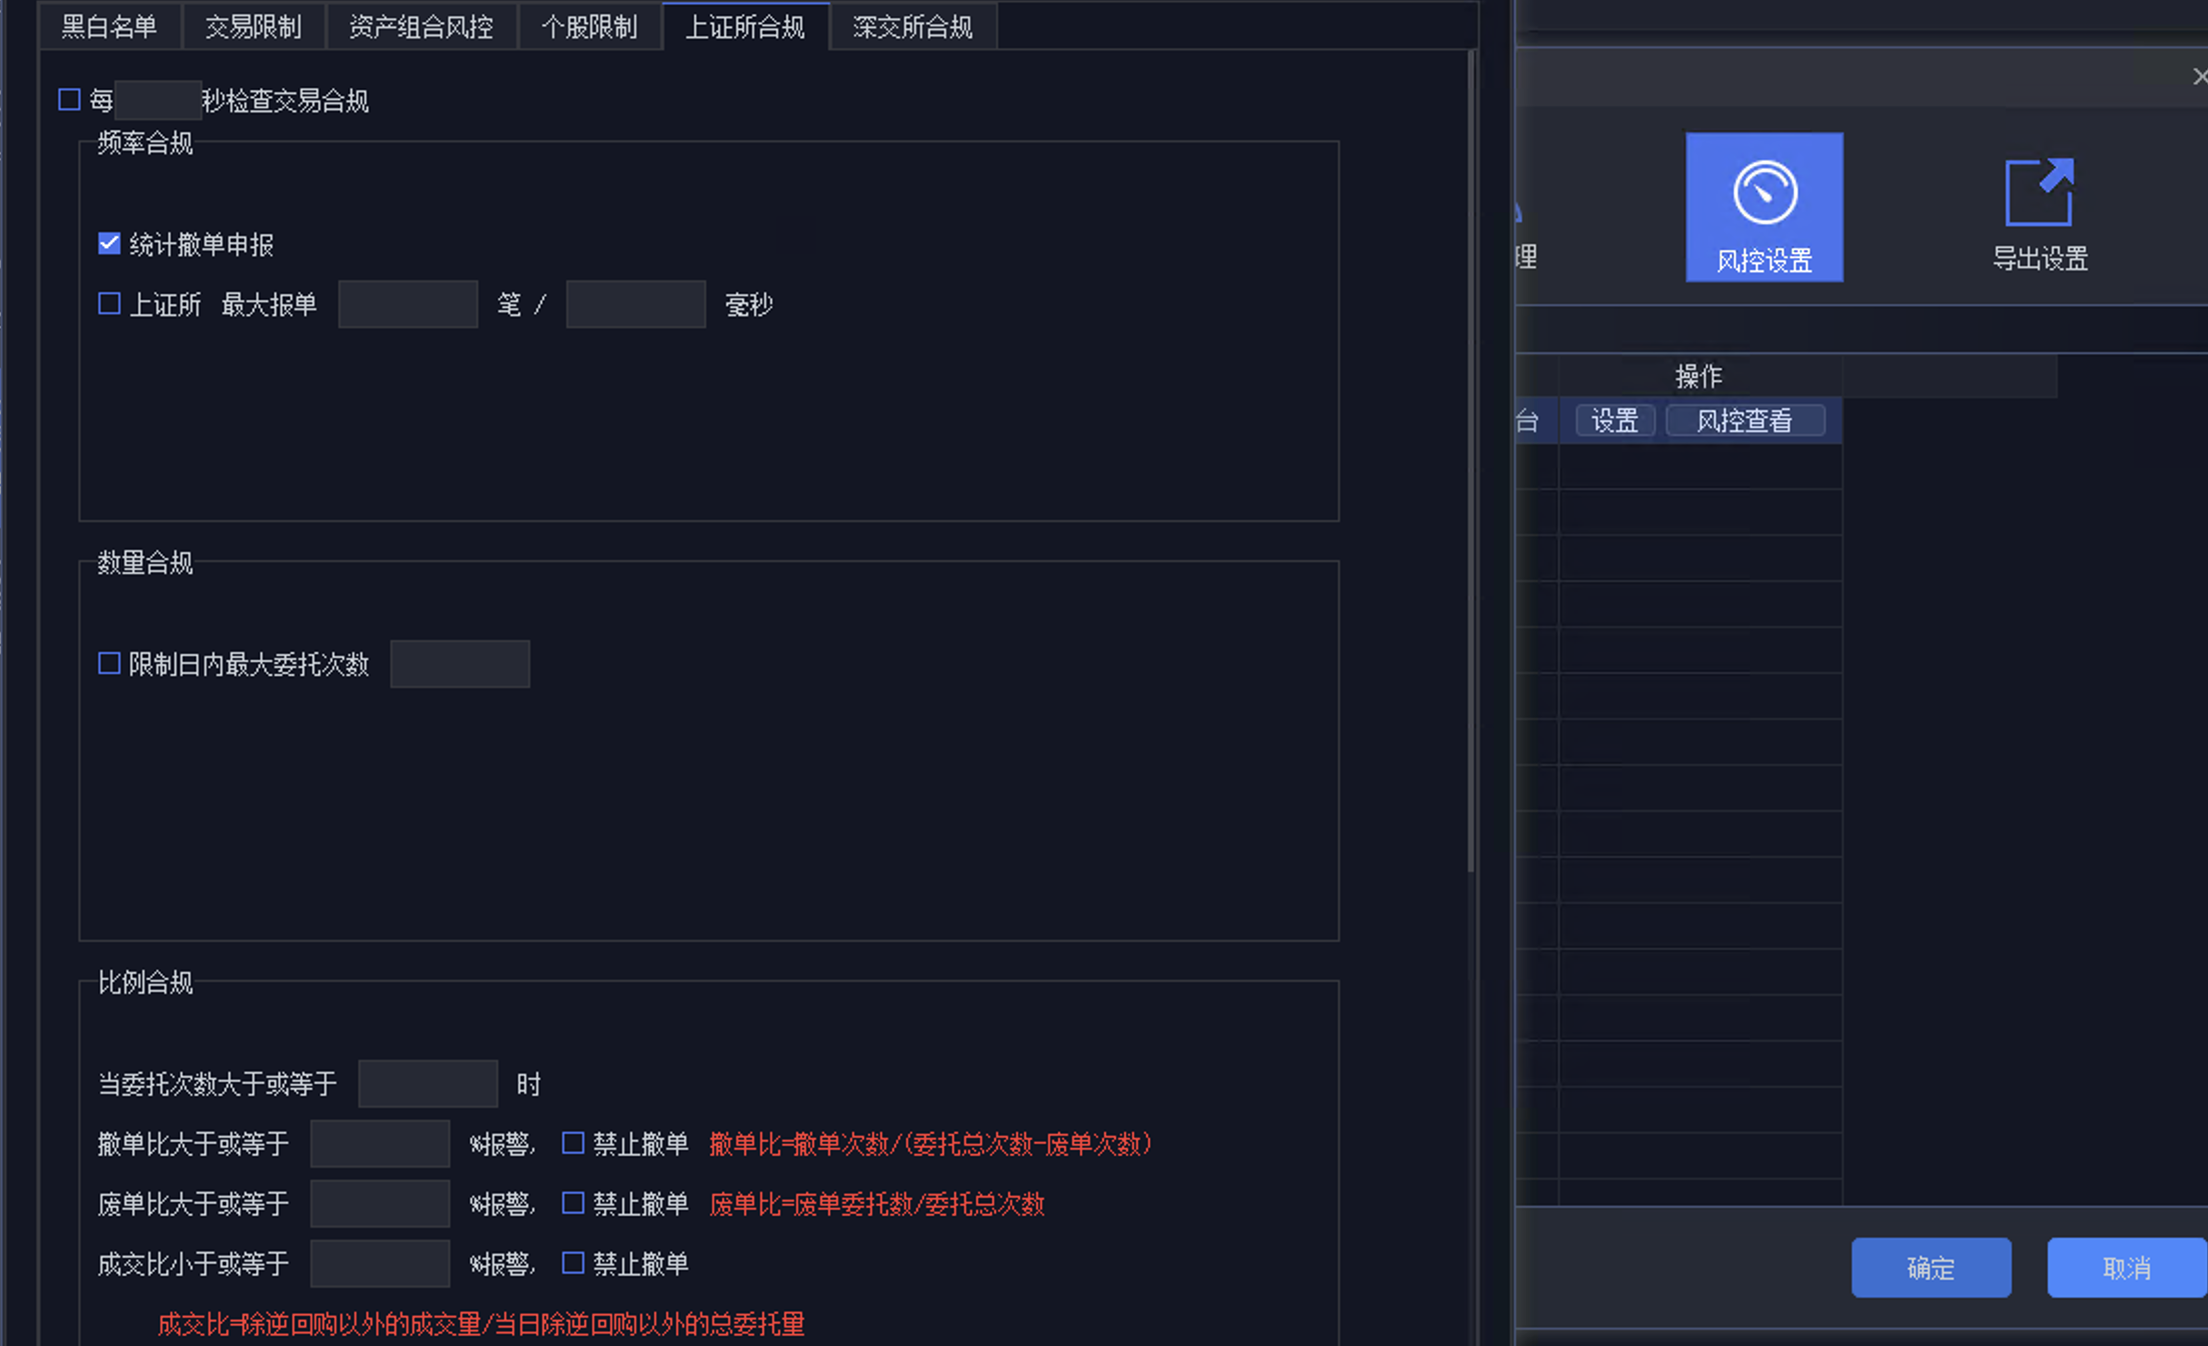 黑白名单 交易限制 资产组合风控 个股限制 上证所合规 深交所合规
每 秒检查交易合规
频率合规
统计撤单申报
上证所 最大报单 笔 / 毫秒
数量合规
限制日内最大委托次数
比例合规
当委托次数大于或等于 时
撤单比大于或等于 %报警, 禁止撤单 撤单比=撤单次数/(委托总次数-废单次数)
废单比大于或等于 %报警, 禁止撤单 废单比=废单委托数/委托总次数
成交比小于或等于 %报警, 禁止撤单
成交比=除逆回购以外的成交量/当日除逆回购以外的总委托量
理 风控设置 导出设置
操作
台 设置 风控查看
确定 取消